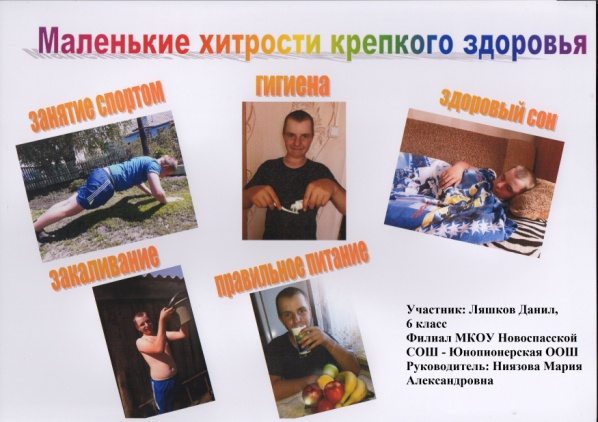 Маленькие хитрости крепкого здоровья
занятие спортом
гигиена
здоровый сон
закаливание
правильное питание
Участник: Ляшков Данил,
6 класс
Филиал МКОУ Новоспасской
СОШ - Юнопионерская ООШ
Руководитель: Ниязова Мария
Александровна